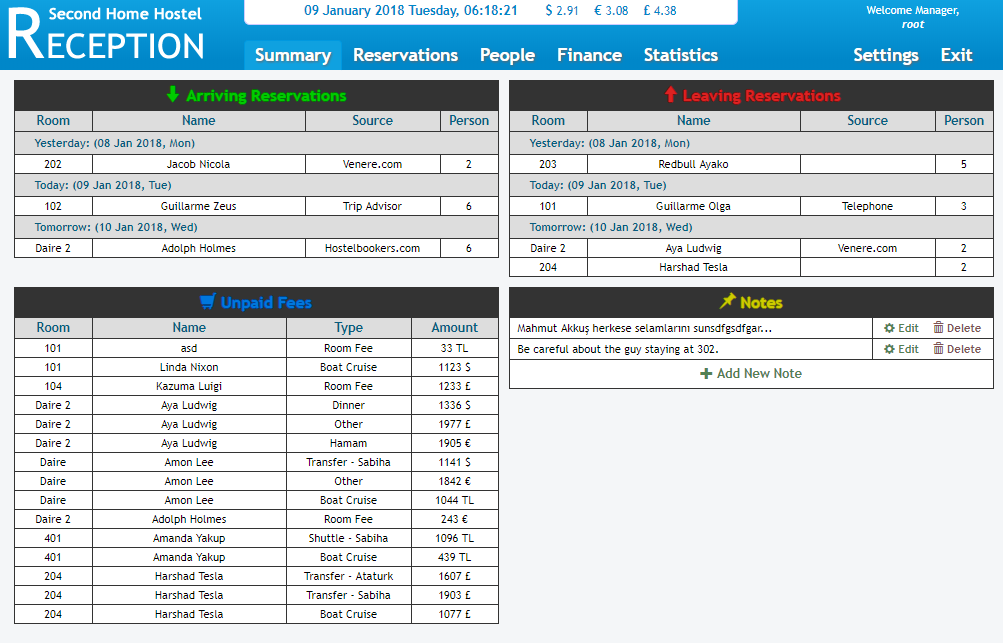 Second Home Hostel
RECEPTION
09 January 2018 Tuesday, 06:18:21 $ 2.91 € 3.08 £ 4.38
Welcome Manager,
root
Summary Reservations People Finance Statistics Settings Exit
Arriving Reservations
Room Name Source Person
Yesterday: (08 Jan 2018, Mon)
202 Jacob Nicola Venere.com 2
Today: (09 Jan 2018, Tue)
102 Guillarme Zeus Trip Advisor 6
Tomorrow: (10 Jan 2018, Wed)
Daire 2 Adolph Holmes Hostelbookers.com 6
Leaving Reservations
Room Name Source Person
Yesterday: (08 Jan 2018, Mon)
203 Redbull Ayako 5
Today: (09 Jan 2018, Tue)
101 Guillarme Olga Telephone 3
Tomorrow: (10 Jan 2018, Wed)
Daire 2 Aya Ludwig Venere.com 2
204 Harshad Tesla 2
Unpaid Fees
Room Name Type Amount
101 asd Room Fee 33 TL
101 Linda Nixon Boat Cruise 1123 $
104 Kazuma Luigi Room Fee 1233 £
Daire 2 Aya Ludwig Dinner 1336 $
Daire 2 Aya Ludwig Other 1977 £
Daire 2 Aya Ludwig Hamam 1905 €
Daire Amon Lee Transfer - Sabiha 1141 $
Daire Amon Lee Other 1842 €
Daire Amon Lee Boat Cruise 1044 TL
Daire 2 Adolph Holmes Room Fee 243 €
401 Amanda Yakup Shuttle - Sabiha 1096 TL
401 Amanda Yakup Boat Cruise 439 TL
204 Harshad Tesla Transfer - Ataturk 1607 £
204 Harshad Tesla Transfer - Sabiha 1903 £
204 Harshad Tesla Boat Cruise 1077 £
Notes
Mahmut Akkuş herkese selamlarını sunsdfgsdfgar... Edit Delete
Be careful about the guy staying at 302. Edit Delete
Add New Note